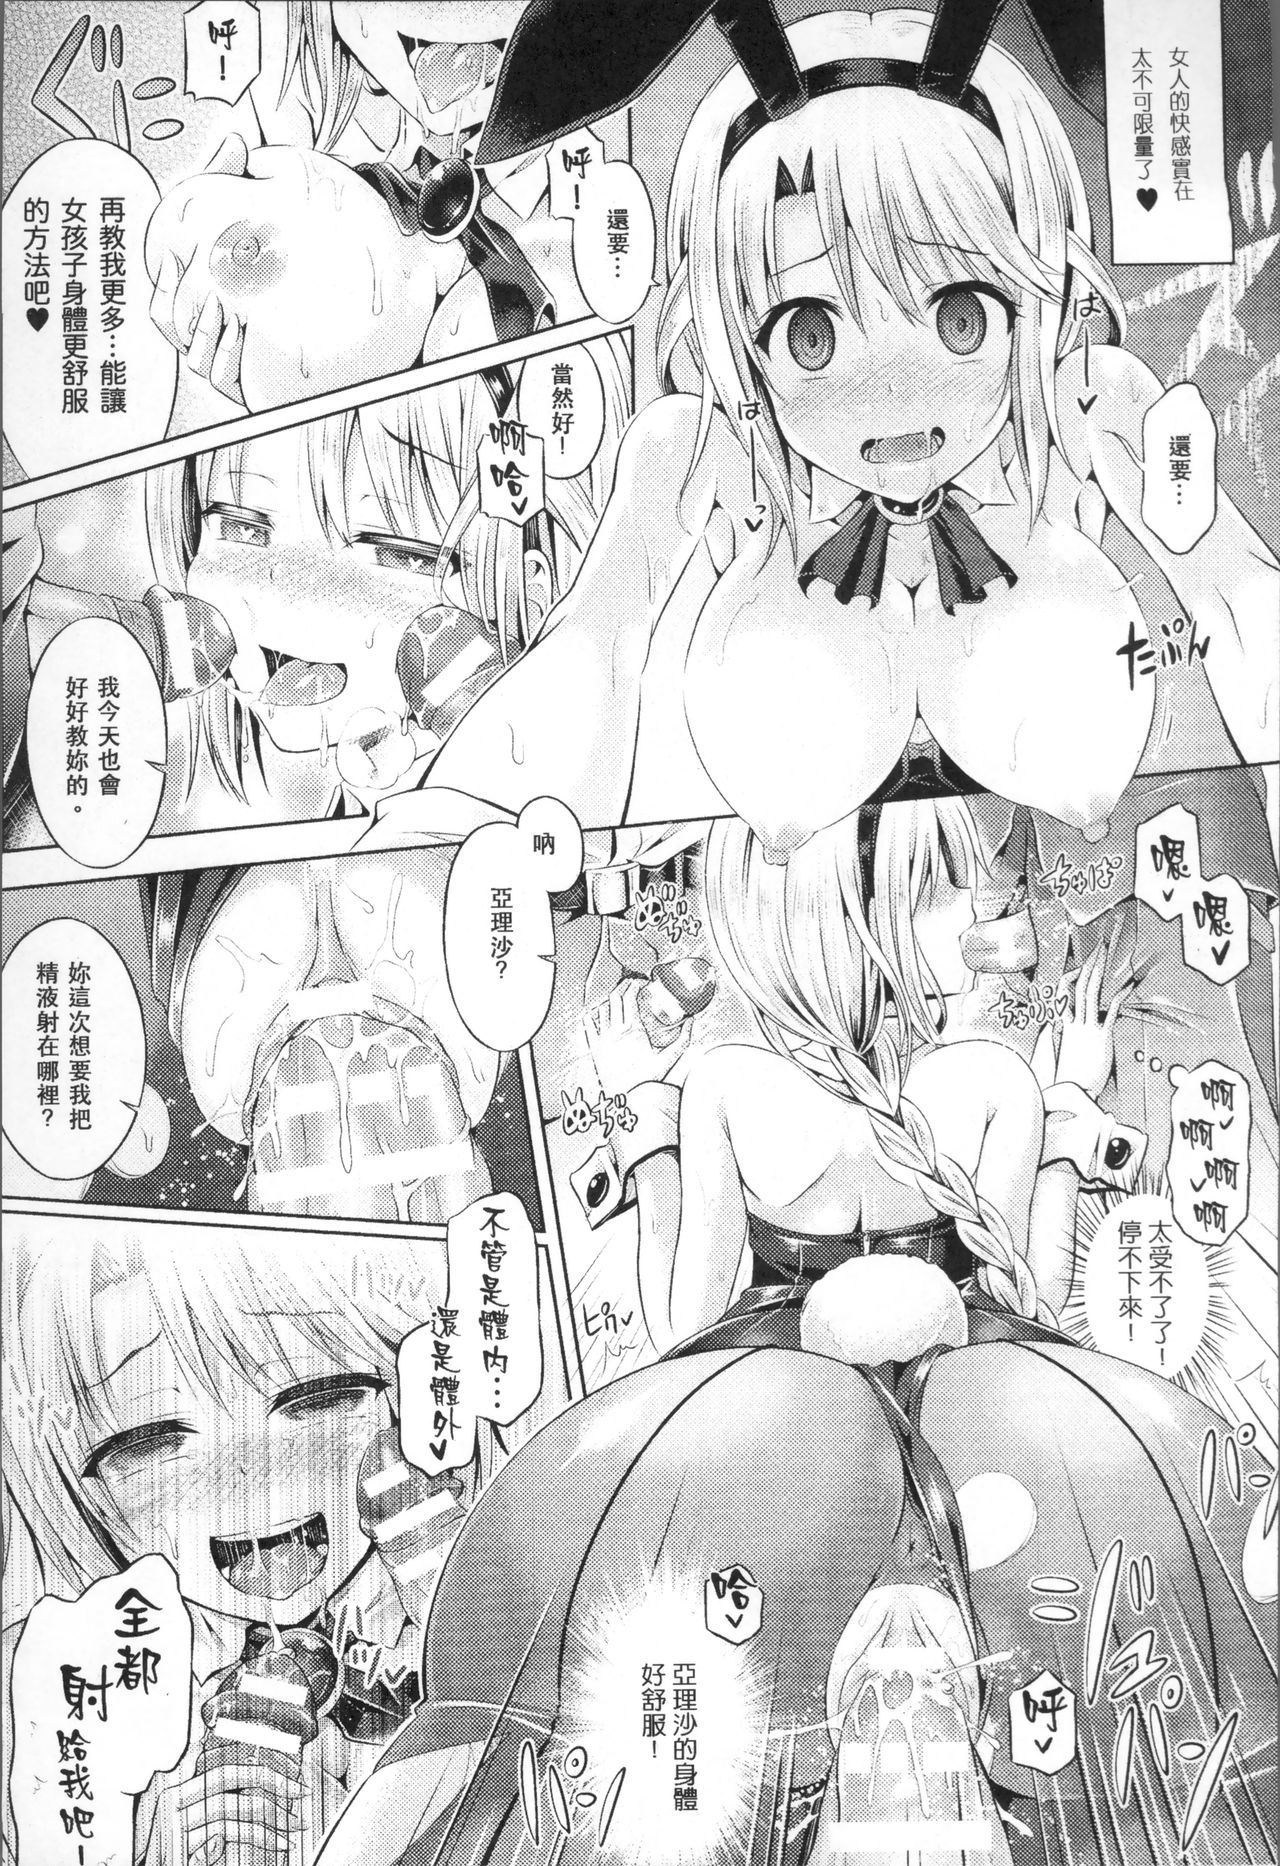 女人的快感實在
太不可限量了♥
は
は
っ
還要…
たぷん
呼!
呼!
還要…
再教我更多…能讓
女孩子身體更舒服
的方法吧♥
當然好!
啊哈
我今天也會
好好教妳的。
嗯
嗯
ちゅぱ
ちゅぷ
ぢゅ
啊
啊啊啊
太受不了了!
停不下來!
吶
亞理沙?
妳這次想要我把
精液射在哪裡?
不管是體內…
還是體外
全都
射給我吧
哈
亞理沙的身體
好舒服!
呼